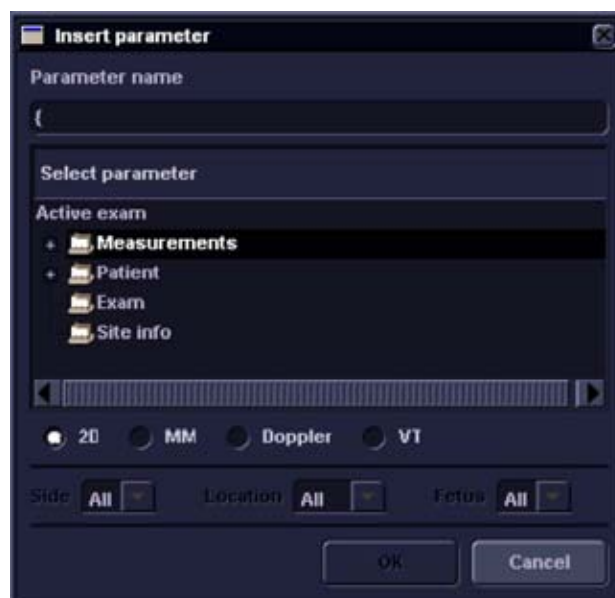 Insert parameter
Parameter name
{
Select parameter
Active exam
Measurements
Patient
Exam
Site info
2D MM Doppler VT
Side All Location All Fetus All
OK Cancel